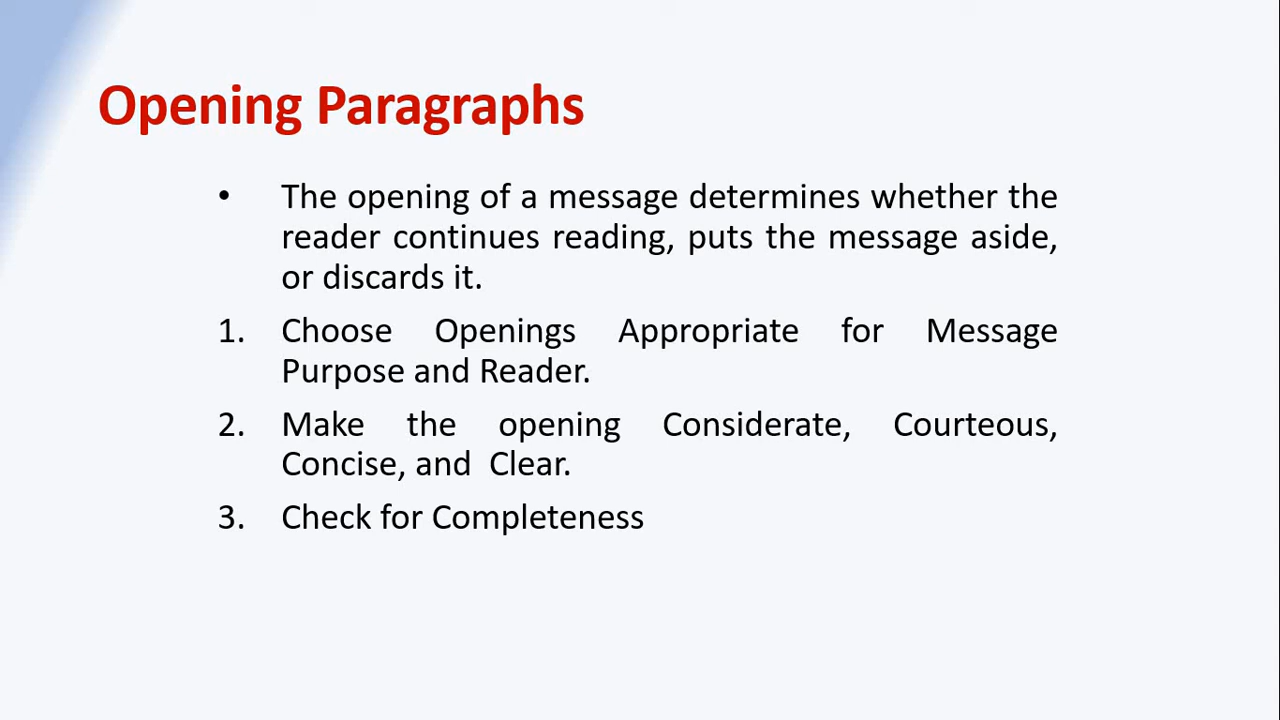 Opening Paragraphs
• The opening of a message determines whether the
reader continues reading, puts the message aside,
or discards it.
1. Choose Openings Appropriate for Message
Purpose and Reader.
2. Make the opening Considerate, Courteous,
Concise, and  Clear.
3. Check for Completeness